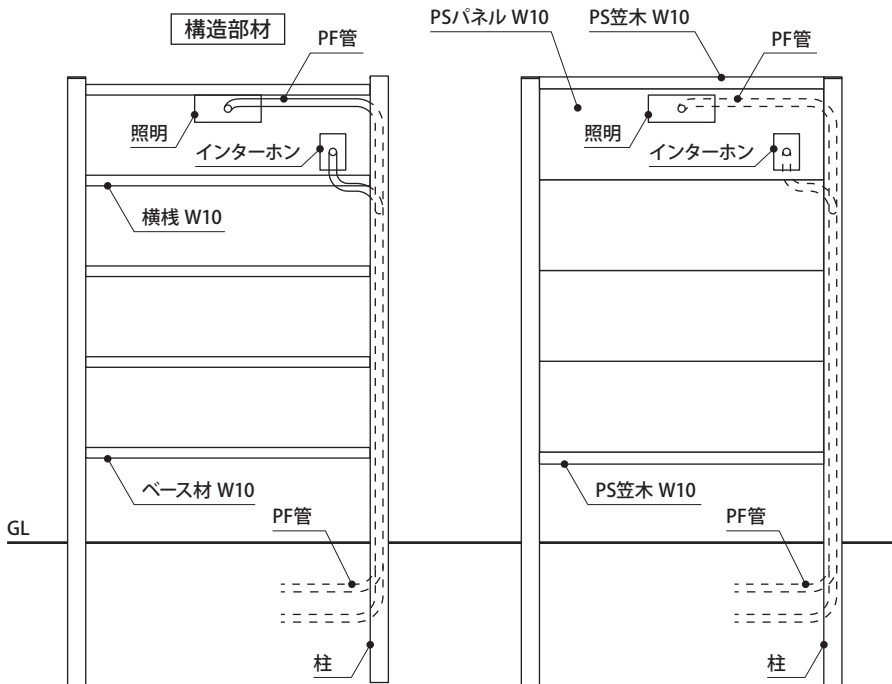 構造部材
PF管
照明
インターホン
横桟 W10
ベース材 W10
PF管
GL
柱
PSパネル W10
PS笠木 W10
PF管
照明
インターホン
PS笠木 W10
PF管
柱